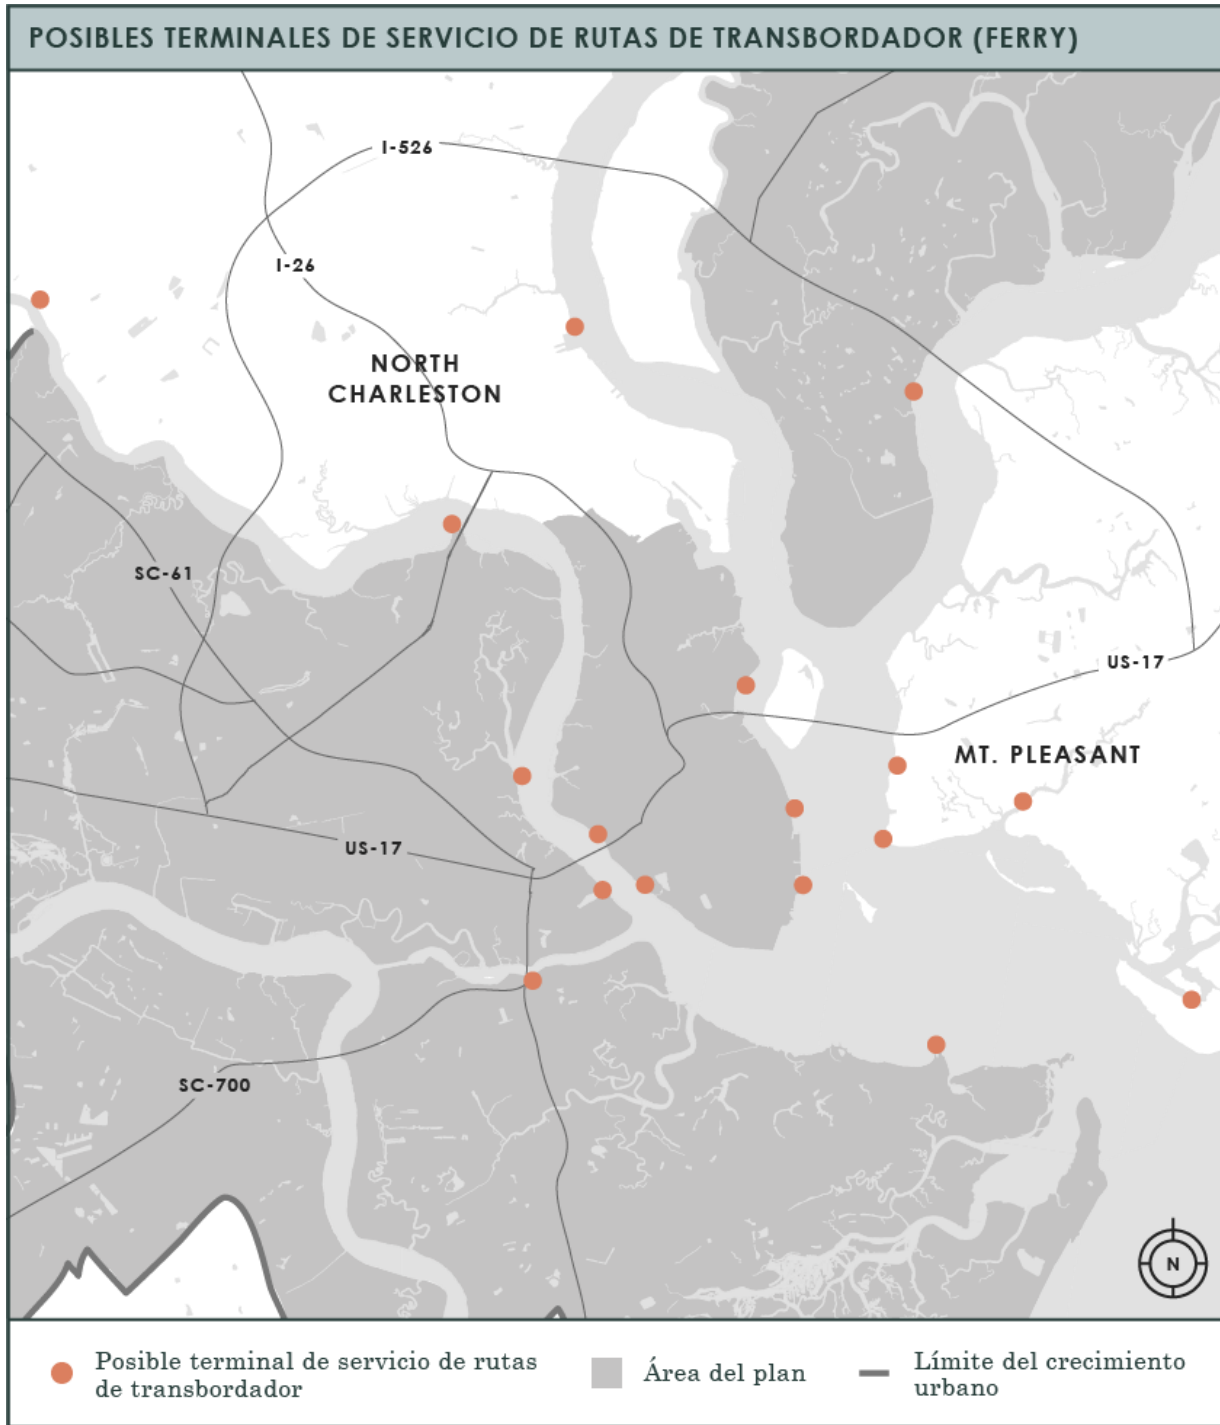 POSIBLES TERMINALES DE SERVICIO DE RUTAS DE TRANSBORDADOR (FERRY)
I-526
I-26
NORTH
CHARLESTON
SC-61
US-17
MT. PLEASANT
US-17
SC-700
N
Posible terminal de servicio de rutas
de transbordador
Área del plan
Límite del crecimiento
urbano